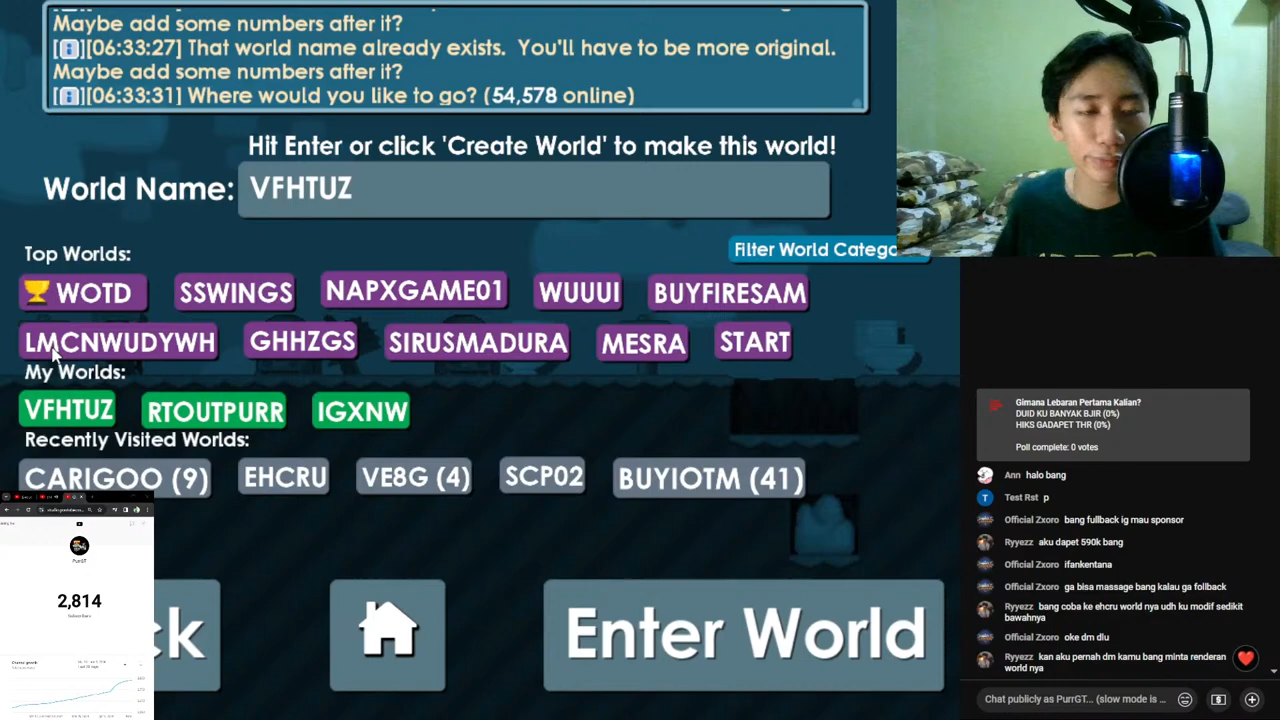 Maybe add some numbers after it?
[i][06:33:27] That world name already exists. You'll have to be more original.
Maybe add some numbers after it?
[i][06:33:31] Where would you like to go? (54,578 online)
Hit Enter or click 'Create World' to make this world!
World Name: VFHTUZ
Top Worlds:
Filter World Catego
WOTD SSWINGS NAPXGAME01 WUUUI BUYFIRESAM
LMCNWUDYWH GHHZGS SIRUSMADURA MESRA START
My Worlds:
VFHTUZ RTOUTPURR IGXNW
Recently Visited Worlds:
CARIGOO (9) EHCRU VE8G (4) SCP02 BUYIOTM (41)
PurrGT
2,814
Subscribers
ck
Enter World
Gimana Lebaran Pertama Kalian?
DUID KU BANYAK BJIR (0%)
HIKS GADAPET THR (0%)
Poll complete: 0 votes
Ann halo bang
T Test Rst p
Official Zxoro bang fullback ig mau sponsor
Ryyezz aku dapet 590k bang
Official Zxoro ifankentana
Official Zxoro ga bisa massage bang kalau ga follback
Ryyezz bang coba ke ehcru world nya udh ku modif sedikit
bawahnya
Official Zxoro oke dm dlu
Ryyezz kan aku pernah dm kamu bang minta renderan
world nya
Chat publicly as PurrGT... (slow mode is ...